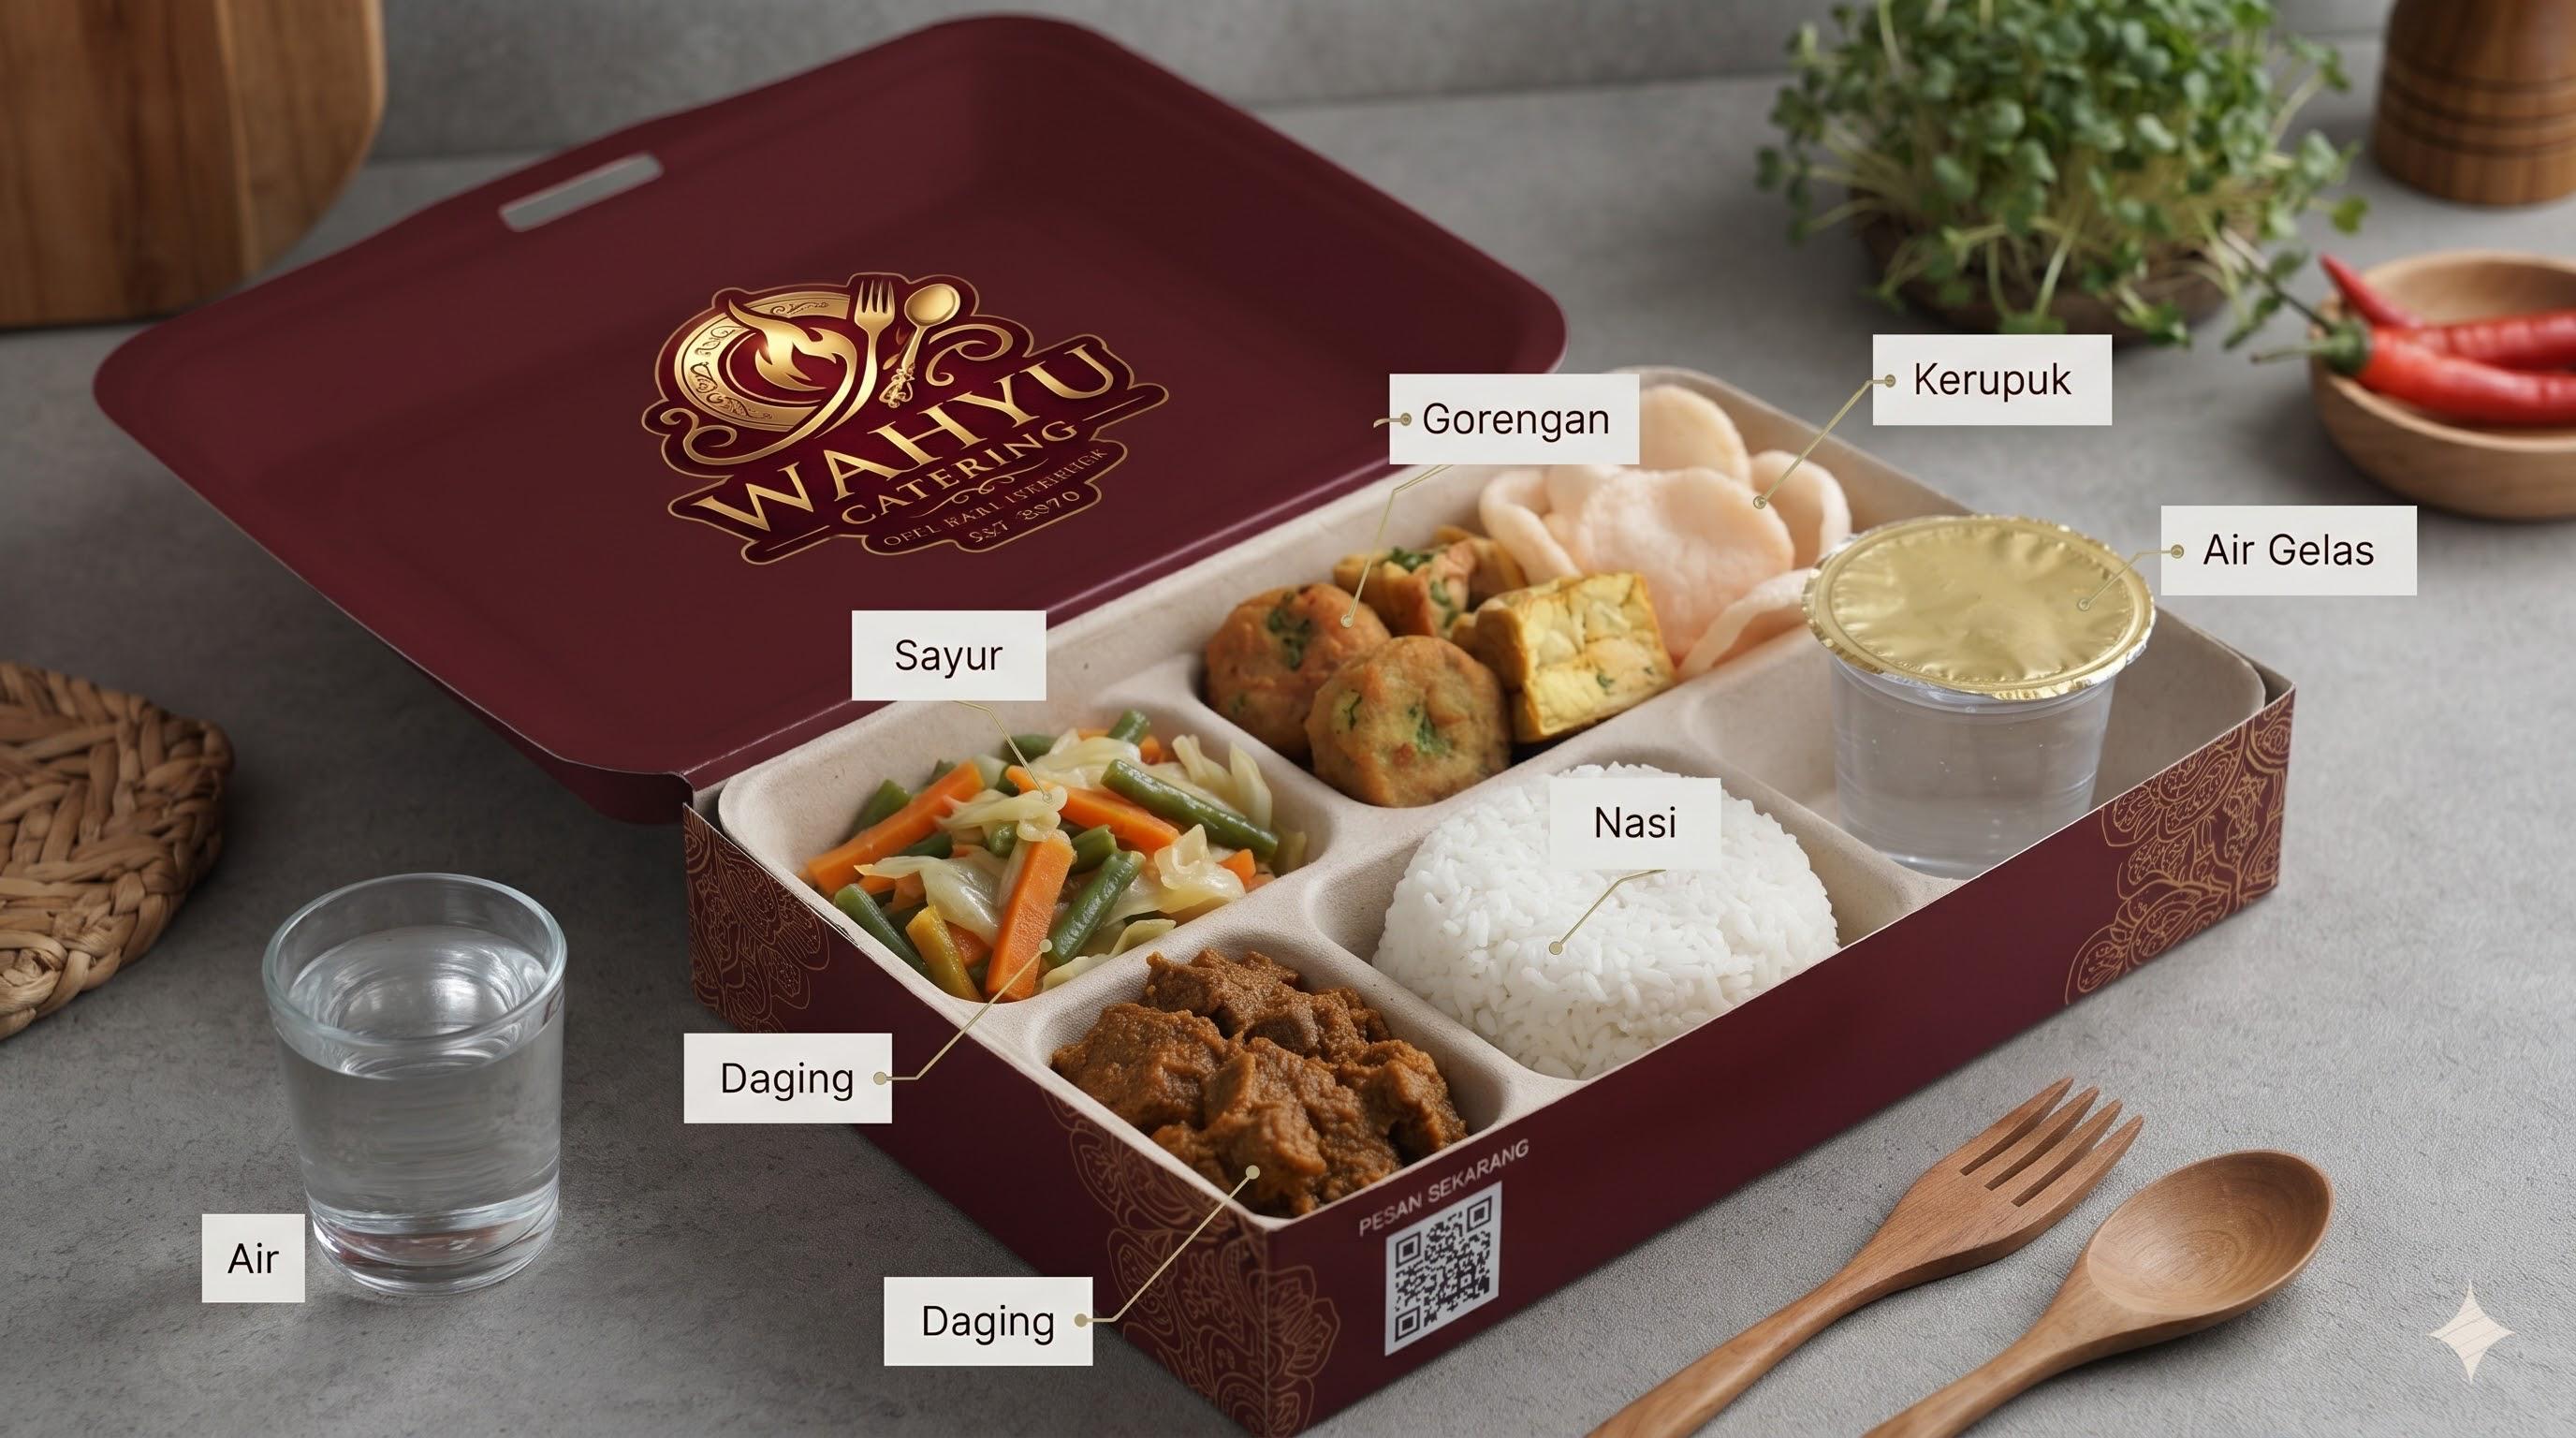 WAHYU
CATERING
Gorengan
Kerupuk
Air Gelas
Sayur
Nasi
Daging
Daging
Air
PESAN SEKARANG